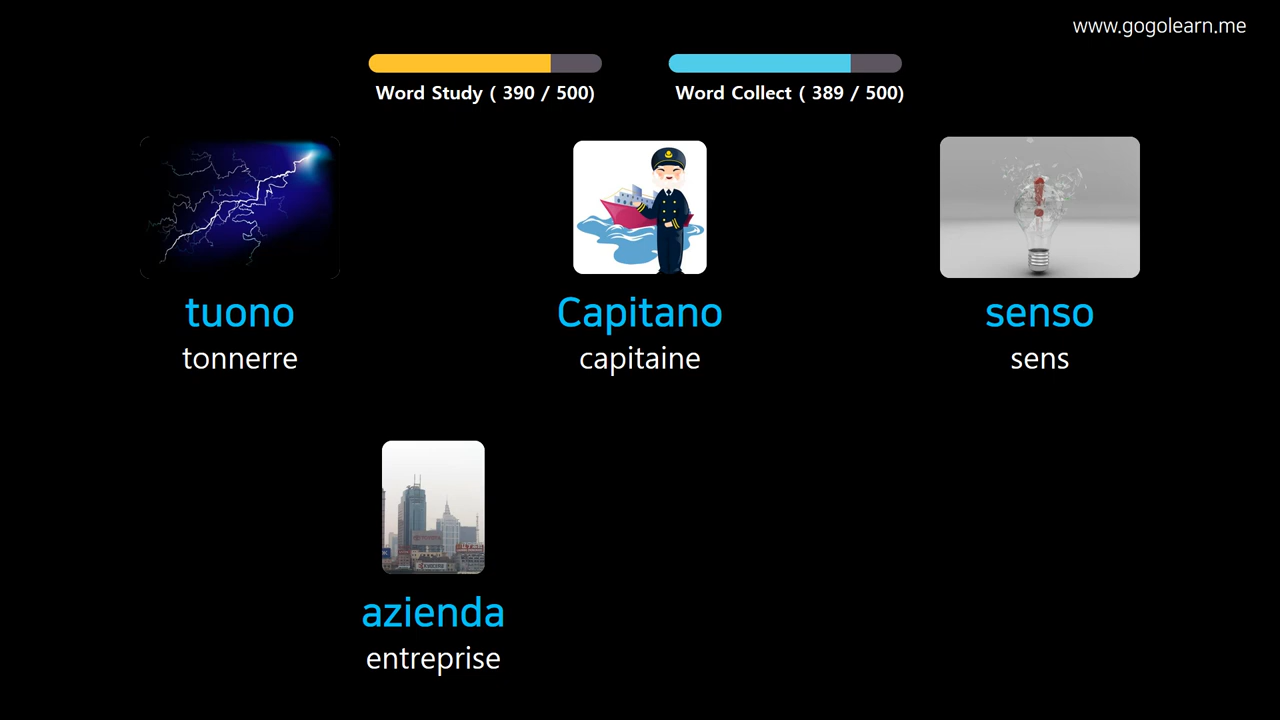 www.gogolearn.me
Word Study ( 390 / 500)
Word Collect ( 389 / 500)
tuono
tonnerre
Capitano
capitaine
senso
sens
azienda
entreprise